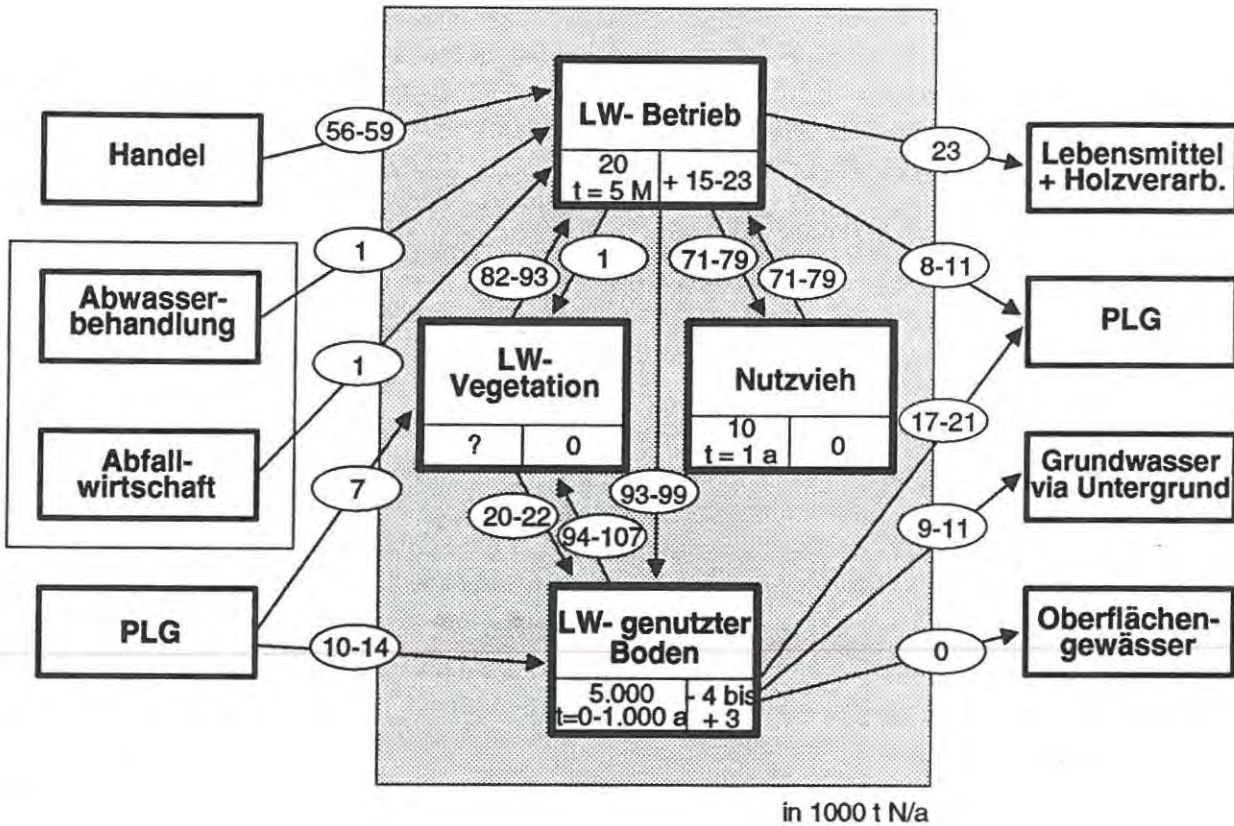 LW- Betrieb
20
t = 5 M
+ 15-23
Handel
56-59
23
Lebensmittel
+ Holzverarb.
1
82-93
1
71-79
71-79
8-11
Abwasser-
behandlung
PLG
LW-
Vegetation
?
0
Nutzvieh
10
t = 1 a
0
1
17-21
Abfall-
wirtschaft
7
20-22
94-107
93-99
9-11
Grundwasser
via Untergrund
PLG
10-14
LW- genutzter
Boden
5.000
t=0-1.000 a
- 4 bis
+ 3
0
Oberflächen-
gewässer
in 1000 t N/a